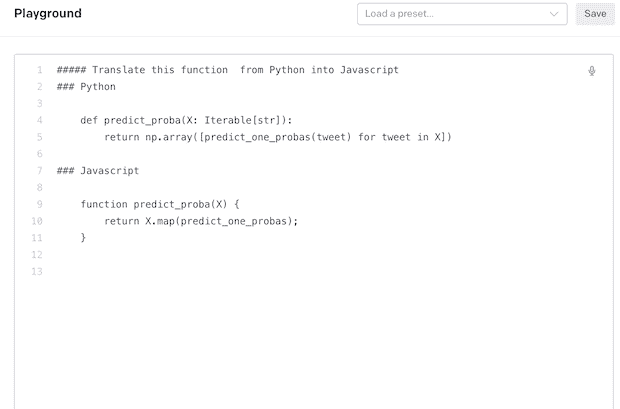 Playground
Load a preset...
Save
1 ##### Translate this function  from Python into Javascript
2 ### Python
3
4     def predict_proba(X: Iterable[str]):
5         return np.array([predict_one_probas(tweet) for tweet in X])
6
7 ### Javascript
8
9     function predict_proba(X) {
10         return X.map(predict_one_probas);
11     }
12
13